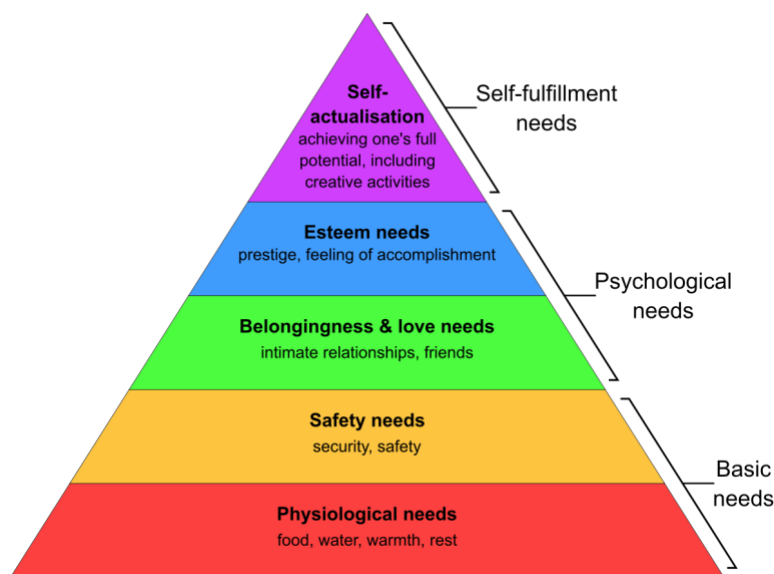 Self-
actualisation
achieving one's full
potential, including
creative activities
Self-fulfillment
needs
Esteem needs
prestige, feeling of accomplishment
Psychological
needs
Belongingness & love needs
intimate relationships, friends
Safety needs
security, safety
Basic
needs
Physiological needs
food, water, warmth, rest